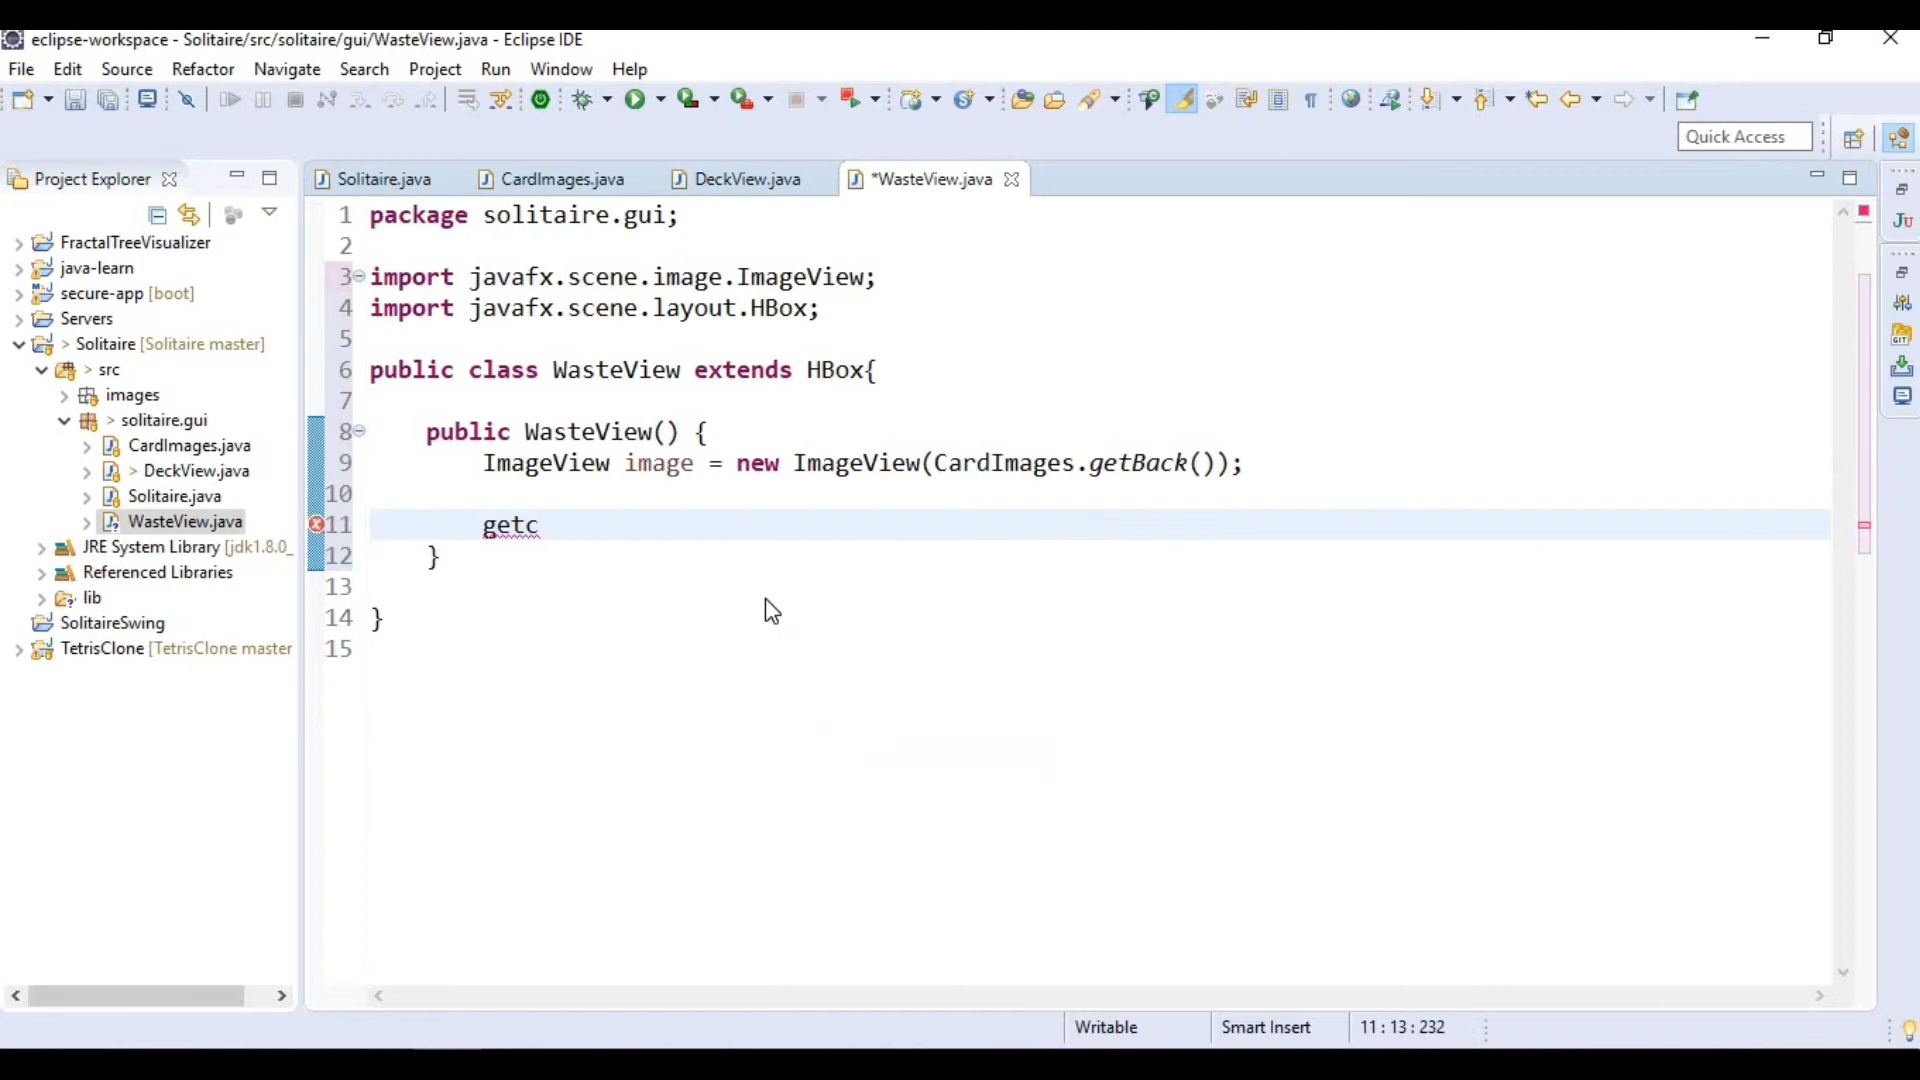 eclipse-workspace - Solitaire/src/solitaire/gui/WasteView.java - Eclipse IDE
File Edit Source Refactor Navigate Search Project Run Window Help
Quick Access
Project Explorer
Solitaire.java CardImages.java DeckView.java *WasteView.java
FractalTreeVisualizer
java-learn
secure-app [boot]
Servers
> Solitaire [Solitaire master]
> src
images
> solitaire.gui
CardImages.java
> DeckView.java
Solitaire.java
WasteView.java
JRE System Library [jdk1.8.0_
Referenced Libraries
lib
SolitaireSwing
TetrisClone [TetrisClone master
1 package solitaire.gui;
2
3 import javafx.scene.image.ImageView;
4 import javafx.scene.layout.HBox;
5
6 public class WasteView extends HBox{
7
8 public WasteView() {
9 ImageView image = new ImageView(CardImages.getBack());
10
11 getc
12 }
13
14 }
15
Ju
GIT
Writable Smart Insert 11 : 13 : 232